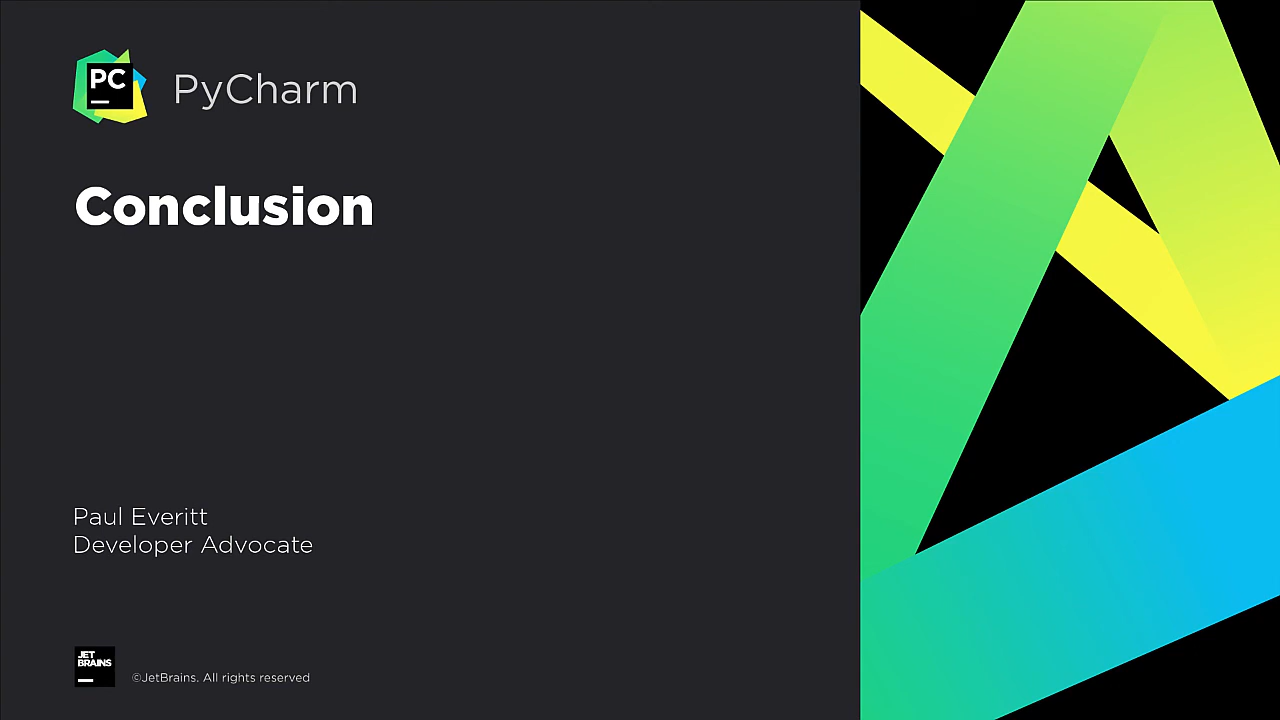 PC
PyCharm
Conclusion
Paul Everitt
Developer Advocate
JET
BRAINS
©JetBrains. All rights reserved